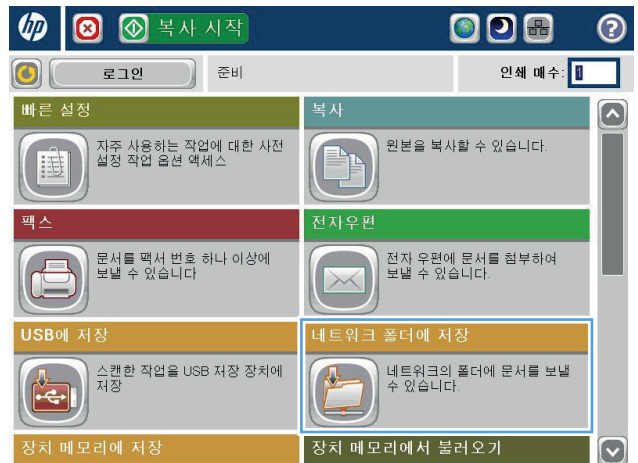 hp 복사 시작 ?
로그인 준비 인쇄 매수: 1
빠른 설정
자주 사용하는 작업에 대한 사전
설정 작업 옵션 액세스
복사
원본을 복사할 수 있습니다.
팩스
문서를 팩서 번호 하나 이상에
보낼 수 있습니다
전자우편
전자 우편에 문서를 첨부하여
보낼 수 있습니다.
USB에 저장
스캔한 작업을 USB 저장 장치에
저장
네트워크 폴더에 저장
네트워크의 폴더에 문서를 보낼
수 있습니다.
장치 메모리에 저장
장치 메모리에서 불러오기